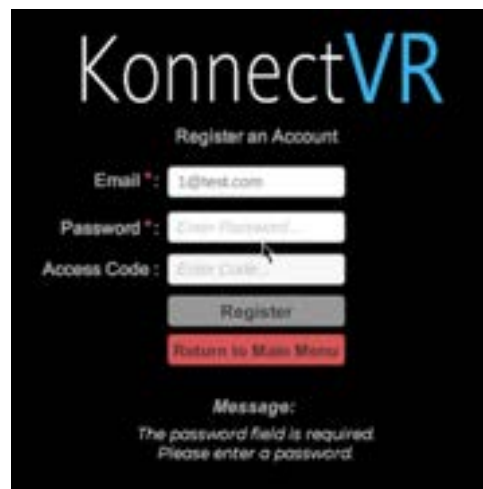 KonnectVR
Register an Account
Email *: 1@test.com
Password *: Enter Password...
Access Code : Enter Code...
Register
Return to Main Menu
Message:
The password field is required.
Please enter a password.